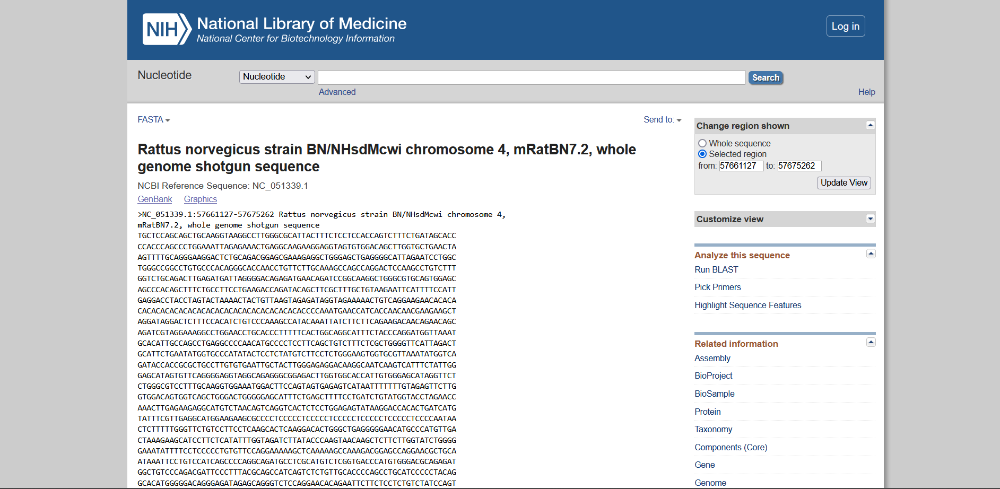 NIH National Library of Medicine
National Center for Biotechnology Information
Log in
Nucleotide
Nucleotide
Search
Advanced
Help
FASTA
Send to:
Rattus norvegicus strain BN/NHsdMcwi chromosome 4, mRatBN7.2, whole
genome shotgun sequence
NCBI Reference Sequence: NC_051339.1
GenBank Graphics
>NC_051339.1:57661127-57675262 Rattus norvegicus strain BN/NHsdMcwi chromosome 4,
mRatBN7.2, whole genome shotgun sequence
TGCTCCAGCAGCTGCAAGGTAAGGCCTTGGGCGCATTACTTTCTCCTCCACCAGTCTTTCTGATAGCACC
CCACCCAGCCCTGGAAATTAGAGAAACTGAGGCAAGAAGGAGGTAGTGTGGACAGCTTGGTGCTGAACTA
AGTTTTGCAGGGAAGGACTCTGCAGACGGAGCGAAAGAGGCTGGGAGCTGAGGGGCATTAGAATCCTGGC
TGGGCCGGCCTGTGCCCACAGGGCACCAACCTGTTCTTGCAAAGCCAGCCAGGACTCCAAGCCTGTCTTT
GGTCTGCAGACTTGAGATGATTAGGGGACAGAGATGAACAGATCCGGCAAGGCTGGGCGTGCAGTGGAGC
AGCCCACAGCTTTCTGCCTTCCTGAAGACCAGATACAGCTTCGCTTTGCTGTAAGAATTCATTTTCCATT
GAGGACCTACCTAGTACTAAAACTACTGTTAAGTAGAGATAGGTAGAAAAACTGTCAGGAAGAACACACA
CACACACACACACACACACACACACACACACACACACCCCAAATGAACCATCACCAACAACGAAGAAGCT
AGGATAGGACTCTTTCCACATCTGTCCCAAAGCCATACAAATTATCTTCTTCAGAAGACAACAGAACAGC
AGATCGTAGGAAAGGCCTGGAACCTGCACCCTTTTTCACTGGCAGGCATTTCTACCCAGGATGGTTAAAT
GCACATTGCCAGCCTGAGGCCCCAACATGCCCCTCCTTCAGCTGTCTTTCTCGCTGGGGTTCATTAGACT
GCATTCTGAATATGGTGCCCATATACTCCTCTATGTCTTCCTCTGGGAAGTGGTGCGTTAAATATGGTCA
GATACCACCGCGCTGCCTTGTGTGAATTGCTACTTGGGAGAGGACAAGGCAATCAAGTCATTTCTATTGG
GAGCATAGTGTTCAGGGGAGGTAGGCAGAGGGCGGAGACTTGGTGGCACCATTGTGGGAGCATAGGTTCT
CTGGGCGTCCTTTGCAAGGTGGAAATGGACTTCCAGTAGTGAGAGTCATAATTTTTTTGTAGAGTTCTTG
GTGGACAGTGGTCAGCTGGGACTGGGGGAGCATTTCTGAGCTTTTCCTGATCTGTATGGTACCTAGAACC
AAACTTGAGAAGAGGCATGTCTAACAGTCAGGTCACTCTCCTGGAGAGTATAAGGACCACACTGATCATG
TATTTCGTTGAGGCATGGAAGAAGCGCCCCTCCCCCTCCCCCTCCCCCTCCCCCTCCCCCTCCCCAATAA
CTCTTTTTGGGTTCTGTCCTTCCTCAAGCACTCAAGGACACTGGGCTGAGGGGGAACATGCCCATGTTGA
CTAAAGAAGCATCCTTCTCATATTTGGTAGATCTTATACCCAAGTAACAAGCTCTTCTTGGTATCTGGGG
GAAATATTTTCCTCCCCCTGTGTTCCAGGAAAAAGCTCAAAAAGCCAAAGACGGAGCCAGGAACGCTGCA
ATAAATTCCTGTCCATCAGCCCCAGGCAGATGCCTCGCATGTCTCGGTGACCCATGTGGGACGCAGAGAT
GGCTGTCCCAGACGATTCCCTTTACGCAGCCATCAGTCTCTGTTGCACCCCAGCCTGCATCCCCCTACAG
GCACATGGGGGACAGGGAGATAGAGCAGGGTCTCCAGGAACACAGAATTCTTCTCCTCTGTCTATCCAGT
Change region shown
Whole sequence
Selected region
from: 57661127 to: 57675262
Update View
Customize view
Analyze this sequence
Run BLAST
Pick Primers
Highlight Sequence Features
Related information
Assembly
BioProject
BioSample
Protein
Taxonomy
Components (Core)
Gene
Genome